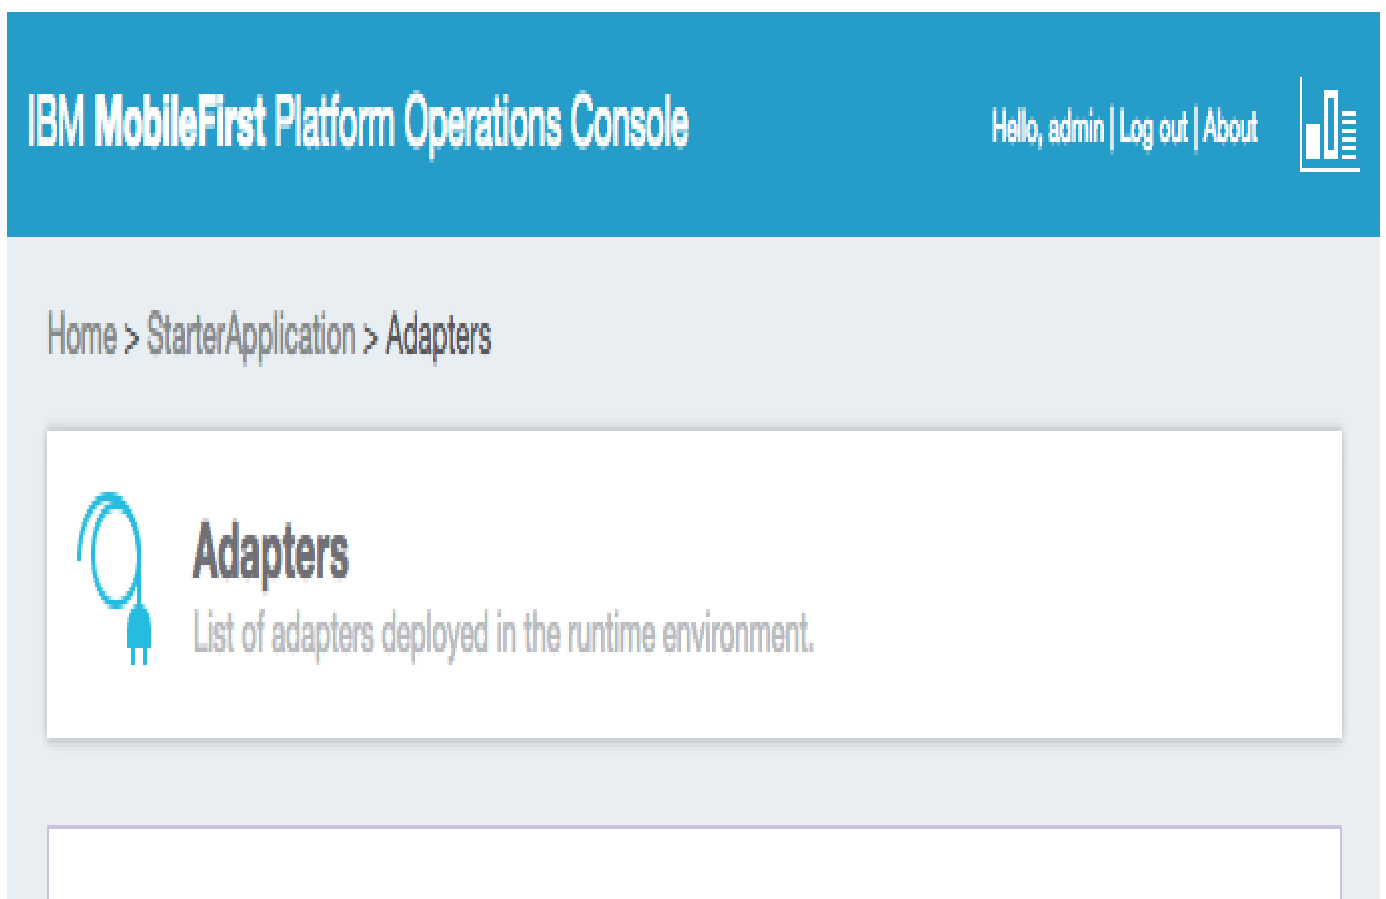 IBM MobileFirst Platform Operations Console
Hello, admin | Log out | About
Home > StarterApplication > Adapters
Adapters
List of adapters deployed in the runtime environment.